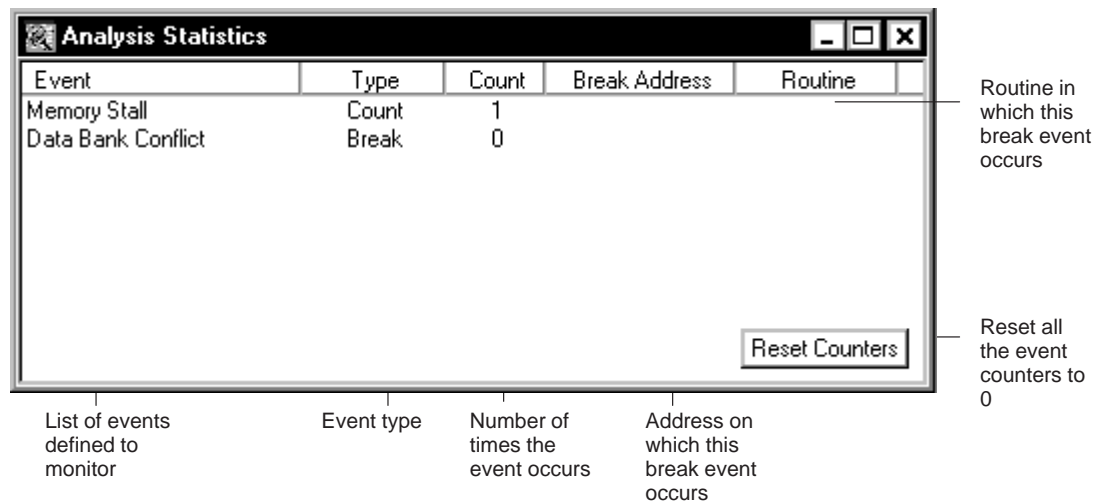 Analysis Statistics
Event Type Count Break Address Routine
Memory Stall Count 1
Data Bank Conflict Break 0
Reset Counters
Routine in
which this
break event
occurs
Reset all
the event
counters to
0
List of events
defined to
monitor
Event type
Number of
times the
event occurs
Address on
which this
break event
occurs